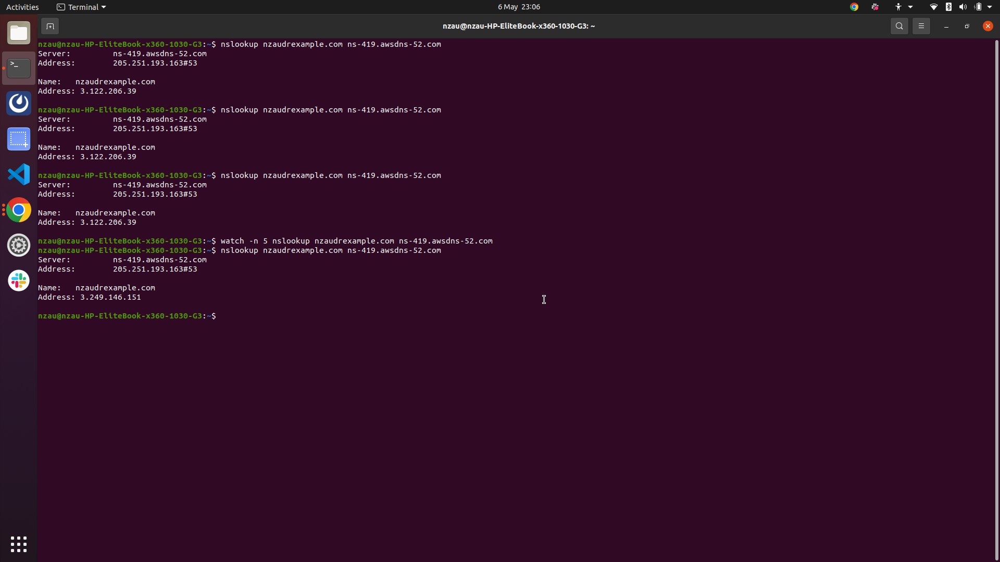 Activities Terminal 6 May 23:06
nzau@nzau-HP-EliteBook-x360-1030-G3: ~
nzau@nzau-HP-EliteBook-x360-1030-G3:~$ nslookup nzaudrexample.com ns-419.awsdns-52.com
Server: ns-419.awsdns-52.com
Address: 205.251.193.163#53
Name: nzaudrexample.com
Address: 3.122.206.39
nzau@nzau-HP-EliteBook-x360-1030-G3:~$ nslookup nzaudrexample.com ns-419.awsdns-52.com
Server: ns-419.awsdns-52.com
Address: 205.251.193.163#53
Name: nzaudrexample.com
Address: 3.122.206.39
nzau@nzau-HP-EliteBook-x360-1030-G3:~$ nslookup nzaudrexample.com ns-419.awsdns-52.com
Server: ns-419.awsdns-52.com
Address: 205.251.193.163#53
Name: nzaudrexample.com
Address: 3.122.206.39
nzau@nzau-HP-EliteBook-x360-1030-G3:~$ watch -n 5 nslookup nzaudrexample.com ns-419.awsdns-52.com
nzau@nzau-HP-EliteBook-x360-1030-G3:~$ nslookup nzaudrexample.com ns-419.awsdns-52.com
Server: ns-419.awsdns-52.com
Address: 205.251.193.163#53
Name: nzaudrexample.com
Address: 3.249.146.151
nzau@nzau-HP-EliteBook-x360-1030-G3:~$